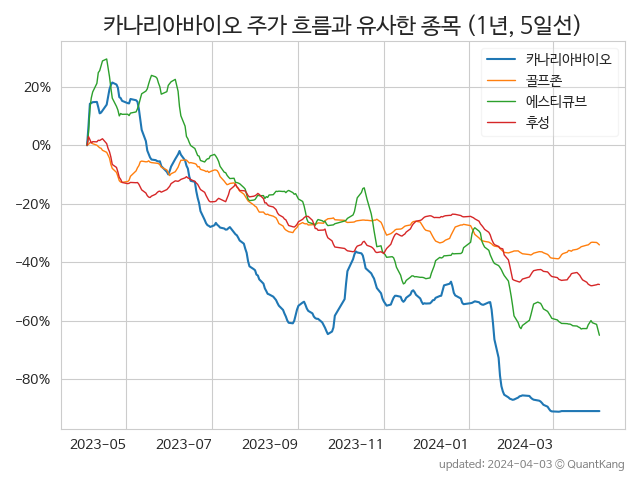 카나리아바이오 주가 흐름과 유사한 종목 (1년, 5일선)
카나리아바이오
골프존
에스티큐브
후성
20%
0%
−20%
−40%
−60%
−80%
2023-05 2023-07 2023-09 2023-11 2024-01 2024-03
updated: 2024-04-03 © QuantKang